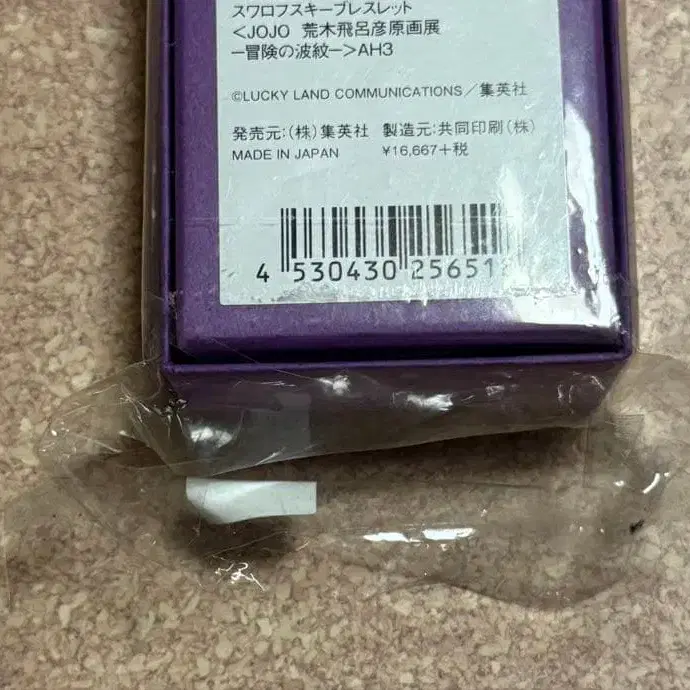 スワロフスキーブレスレット
<JOJO 荒木飛呂彦原画展
ー冒険の波紋ー>AH3
©LUCKY LAND COMMUNICATIONS／集英社
発売元:(株)集英社 製造元:共同印刷(株)
MADE IN JAPAN ¥16,667+税
4 530430 25651